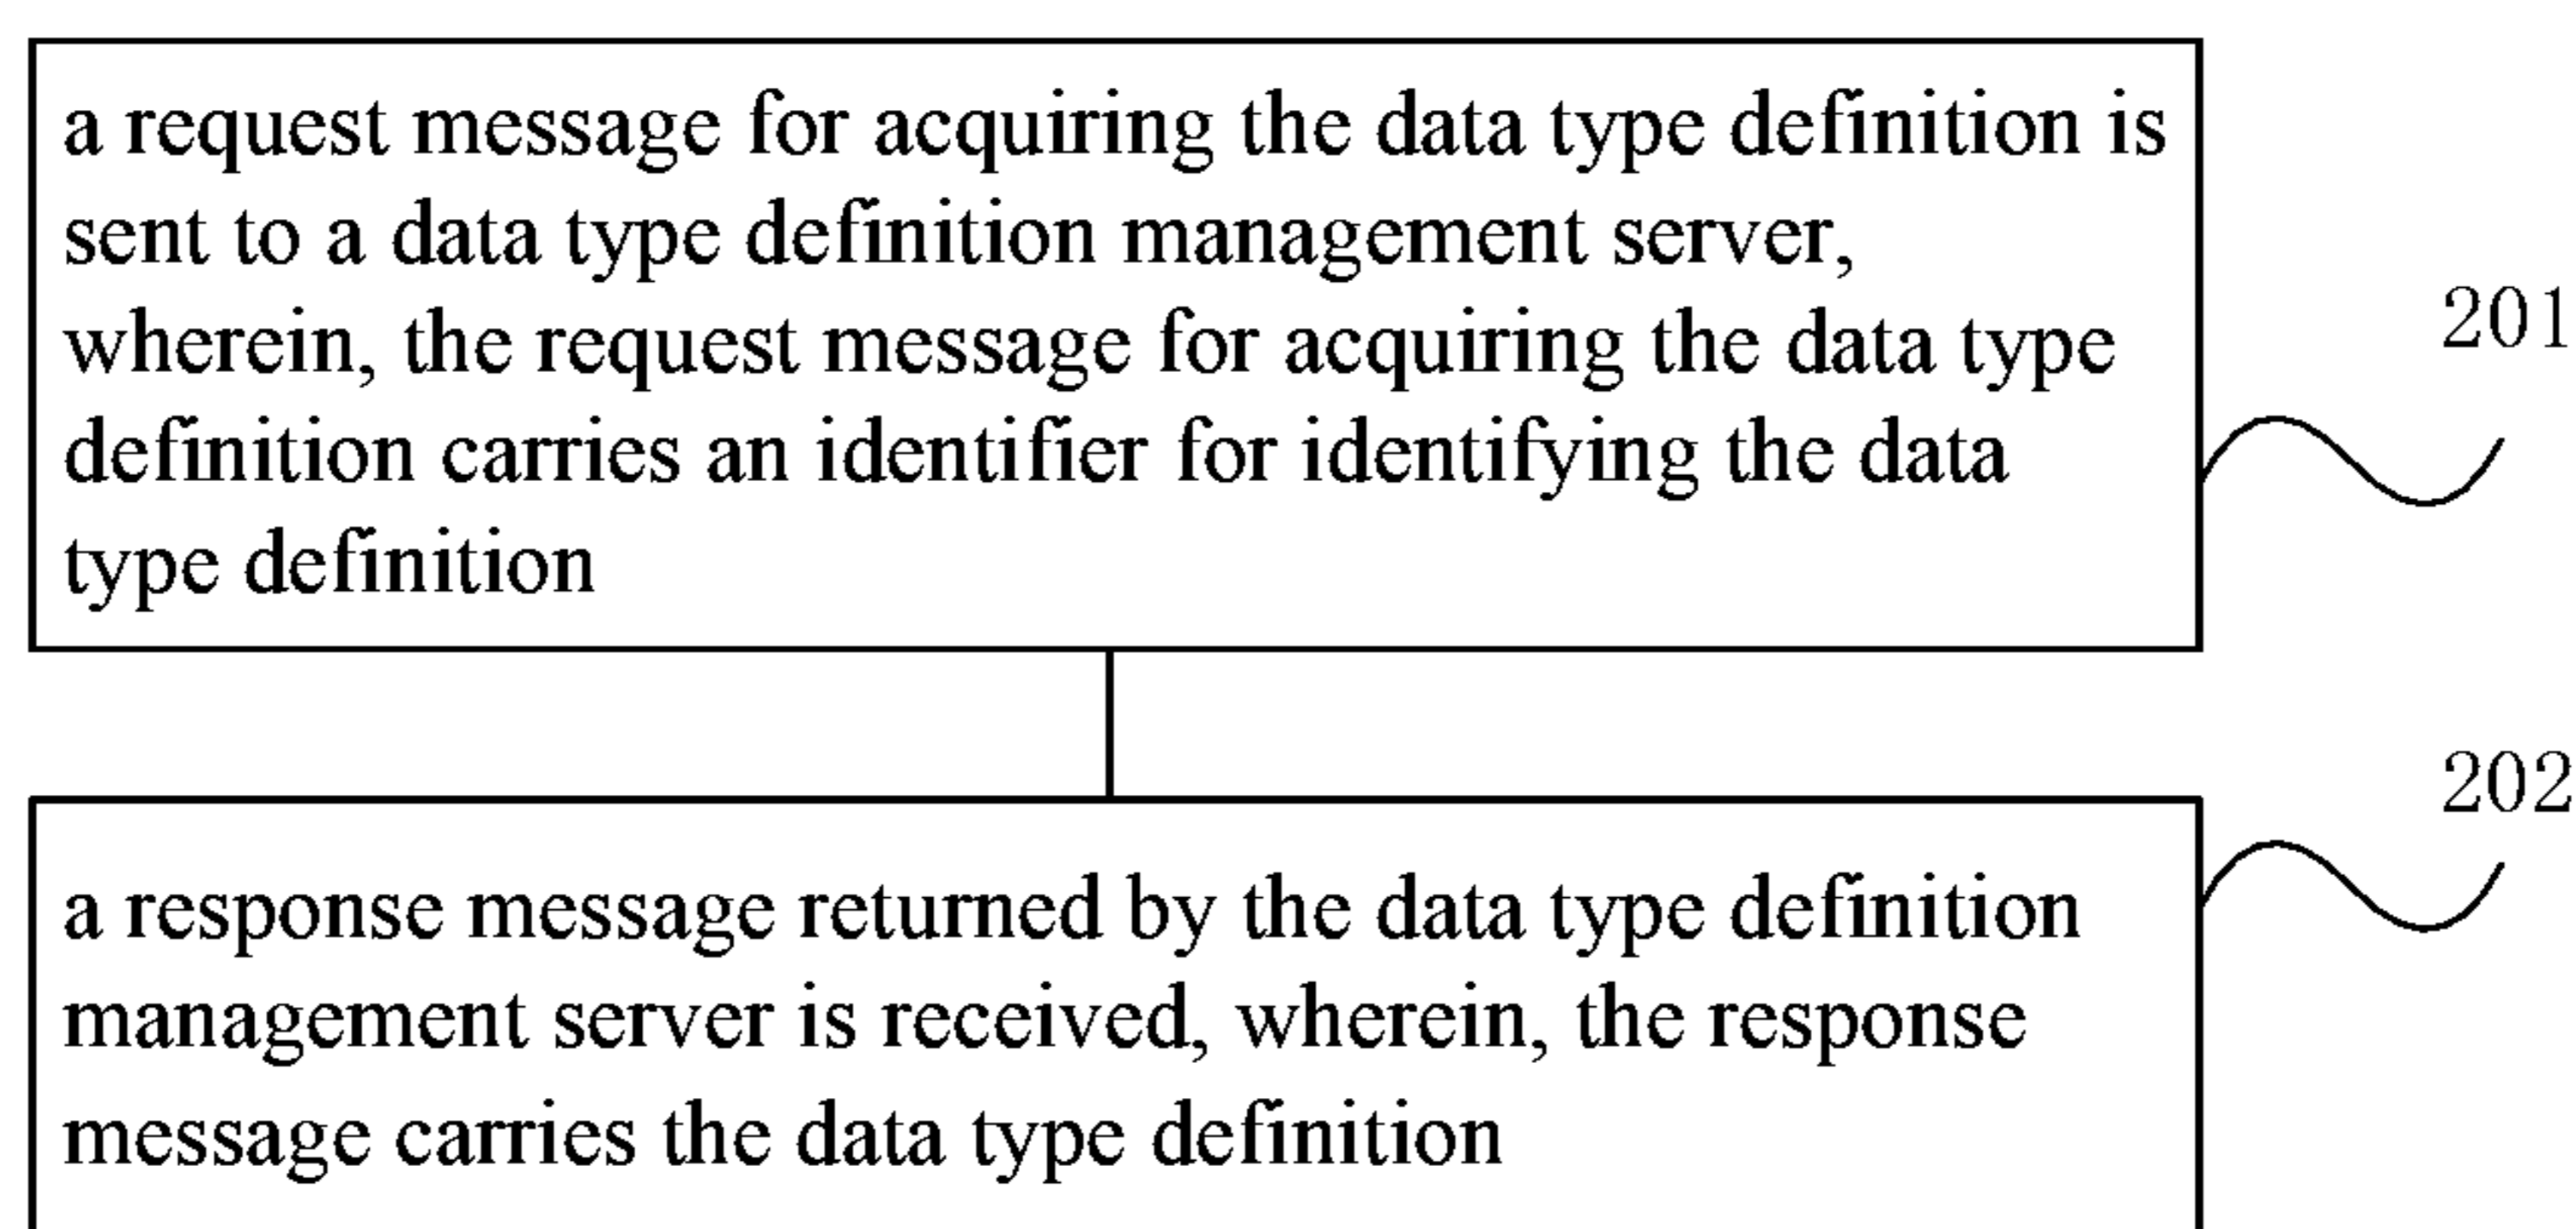 a request message for acquiring the data type definition is
sent to a data type definition management server,
wherein, the request message for acquiring the data type
definition carries an identifier for identifying the data
type definition
201
202
a response message returned by the data type definition
management server is received, wherein, the response
message carries the data type definition